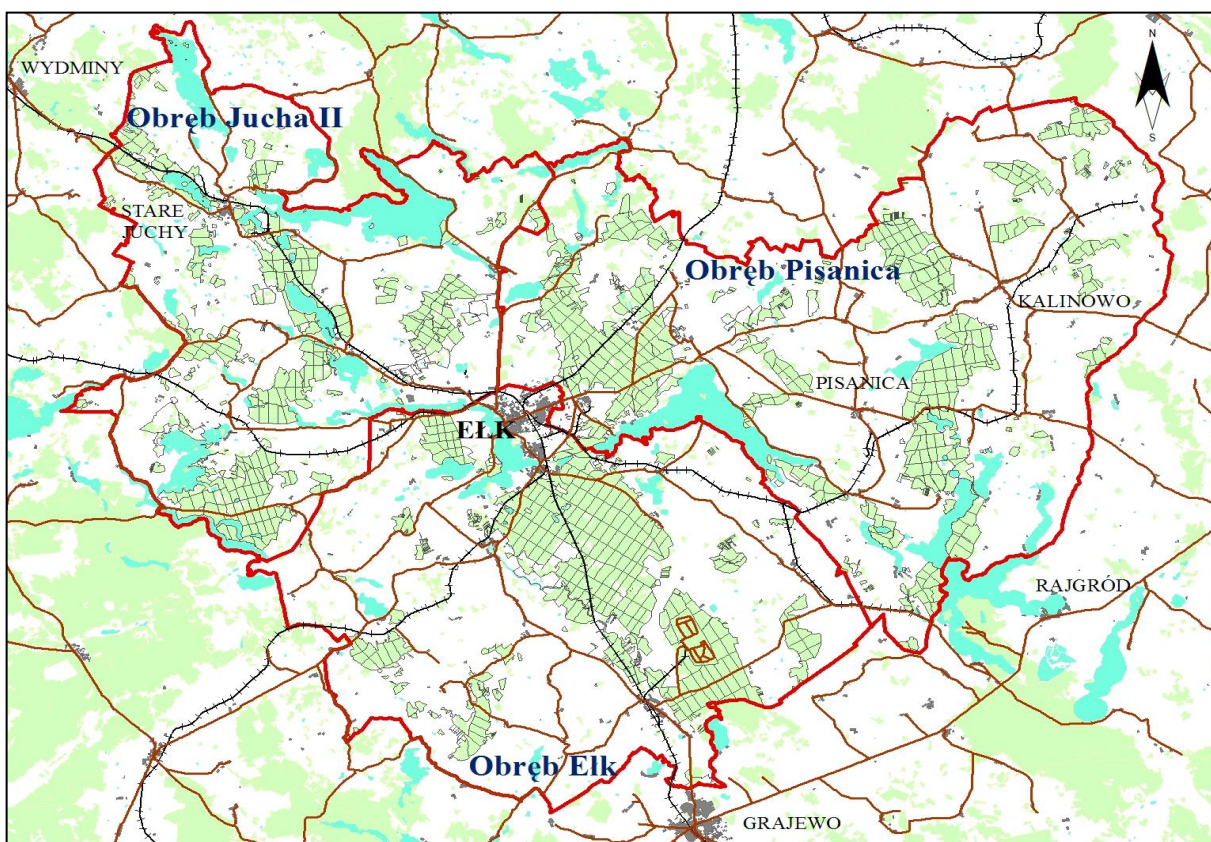 N
WYDMINY
Obręb Jucha II
S
STARE
JUCHY
Obręb Pisanica
KALINOWO
PISANICA
EŁK
RAJGRÓD
Obręb Ełk
GRAJEWO